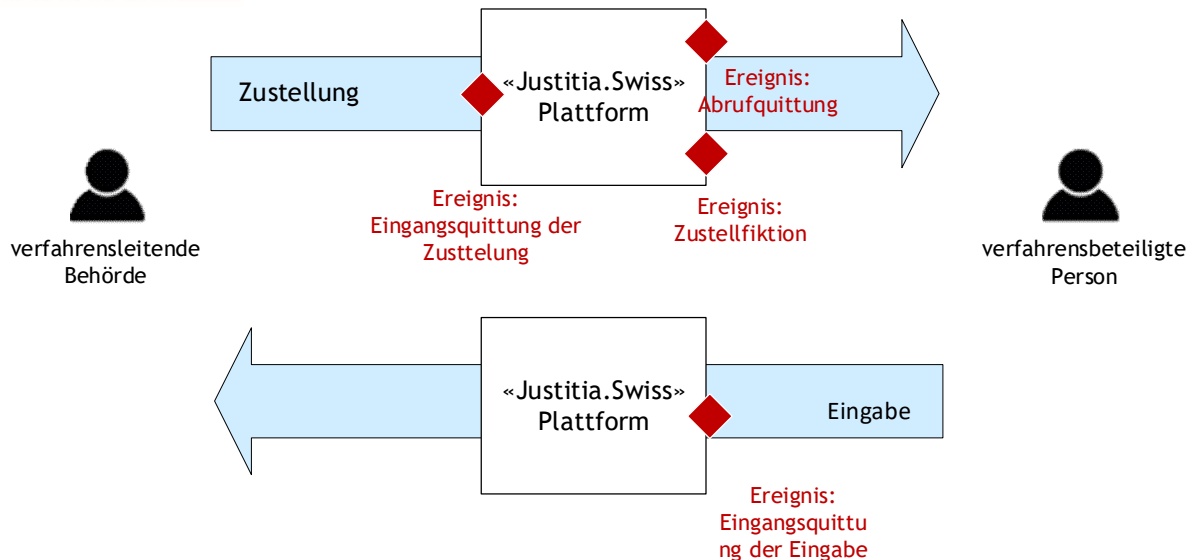 Zustellung
«Justitia.Swiss»
Plattform
Ereignis:
Abrufquittung
Ereignis:
Eingangsquittung der
Zusttelung
Ereignis:
Zustellfiktion
verfahrensleitende
Behörde
verfahrensbeteiligte
Person
«Justitia.Swiss»
Plattform
Eingabe
Ereignis:
Eingangsquittu
ng der Eingabe